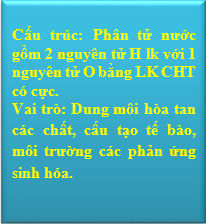 Cấu trúc: Phân tử nước
gồm 2 nguyên tử H lk với 1
nguyên tử O bằng LK CHT
có cực.
Vai trò: Dung môi hòa tan
các chất, cấu tạo tế bào,
môi trường các phản ứng
sinh hóa.